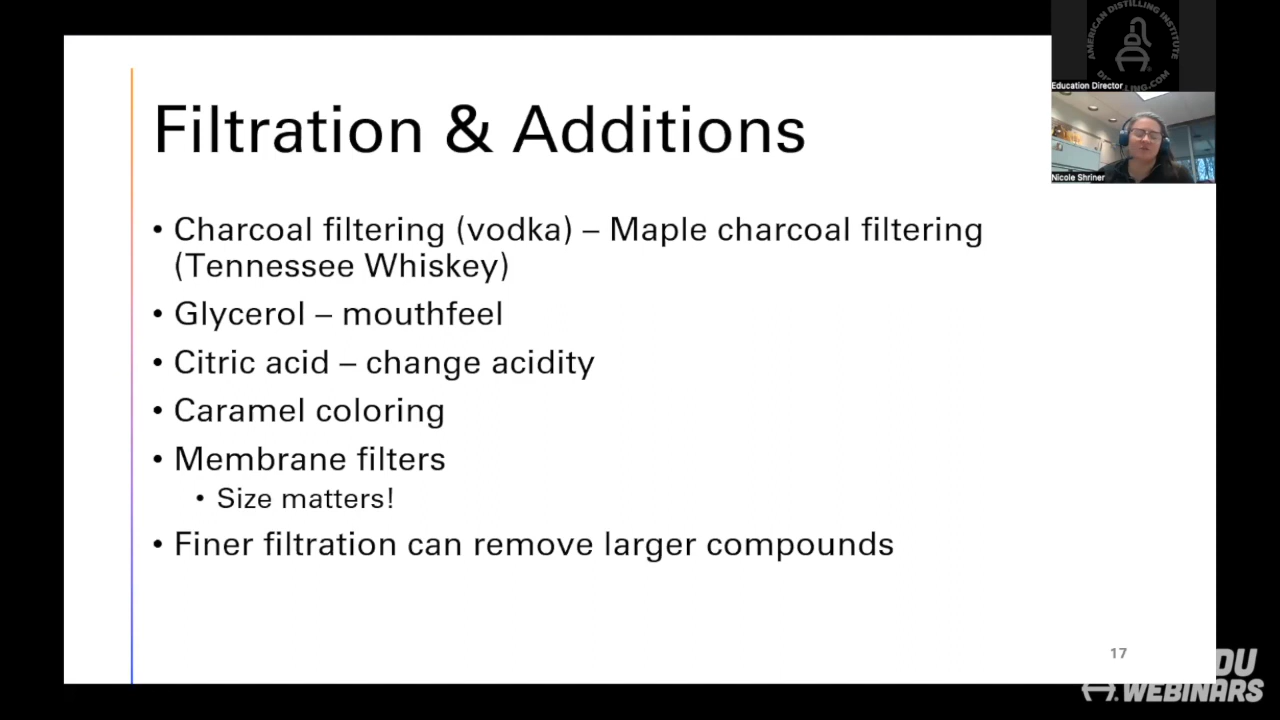 AMERICAN DISTILLING INSTITUTE
DISTILLING.COM
Education Director
Nicole Shriner
Filtration & Additions
• Charcoal filtering (vodka) – Maple charcoal filtering
(Tennessee Whiskey)
• Glycerol – mouthfeel
• Citric acid – change acidity
• Caramel coloring
• Membrane filters
• Size matters!
• Finer filtration can remove larger compounds
17
DU
WEBINARS